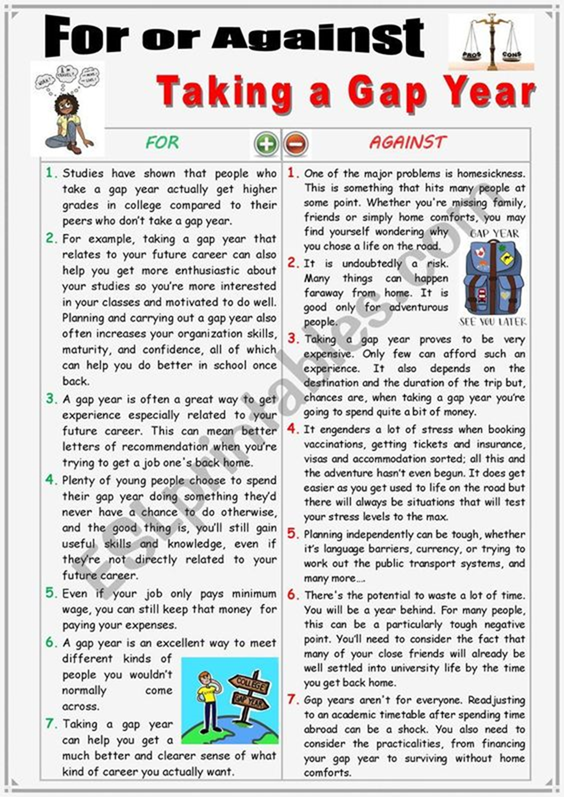 For or Against
PROS CONS
Taking a Gap Year
FOR
1. Studies have shown that people who
take a gap year actually get higher
grades in college compared to their
peers who don't take a gap year.
2. For example, taking a gap year that
relates to your future career can also
help you get more enthusiastic about
your studies so you're more interested
in your classes and motivated to do well.
Planning and carrying out a gap year also
often increases your organization skills,
maturity, and confidence, all of which
can help you do better in school once
back.
3. A gap year is often a great way to get
experience especially related to your
future career. This can mean better
letters of recommendation when you're
trying to get a job one's back home.
4. Plenty of young people choose to spend
their gap year doing something they'd
never have a chance to do otherwise,
and the good thing is, you'll still gain
useful skills and knowledge, even if
they're not directly related to your
future career.
5. Even if your job only pays minimum
wage, you can still keep that money for
paying your expenses.
6. A gap year is an excellent way to meet
different kinds of
people you wouldn't
normally come
across.
7. Taking a gap year
can help you get a
much better and clearer sense of what
kind of career you actually want.
COLLEGE
GAP YEAR
AGAINST
1. One of the major problems is homesickness.
This is something that hits many people at
some point. Whether you're missing family,
friends or simply home comforts, you may
find yourself wondering why
you chose a life on the road.
2. It is undoubtedly a risk.
Many things can happen
faraway from home. It is
good only for adventurous
people.
GAP YEAR
SEE YOU LATER
3. Taking a gap year proves to be very
expensive. Only few can afford such an
experience. It also depends on the
destination and the duration of the trip but,
chances are, when taking a gap year you're
going to spend quite a bit of money.
4. It engenders a lot of stress when booking
vaccinations, getting tickets and insurance,
visas and accommodation sorted; all this and
the adventure hasn't even begun. It does get
easier as you get used to life on the road but
there will always be situations that will test
your stress levels to the max.
5. Planning independently can be tough, whether
it's language barriers, currency, or trying to
work out the public transport systems, and
many more....
6. There's the potential to waste a lot of time.
You will be a year behind. For many people,
this can be a particularly tough negative
point. You'll need to consider the fact that
many of your close friends will already be
well settled into university life by the time
you get back home.
7. Gap years aren't for everyone. Readjusting
to an academic timetable after spending time
abroad can be a shock. You also need to
consider the practicalities, from financing
your gap year to surviving without home
comforts.
ESLprintables.com